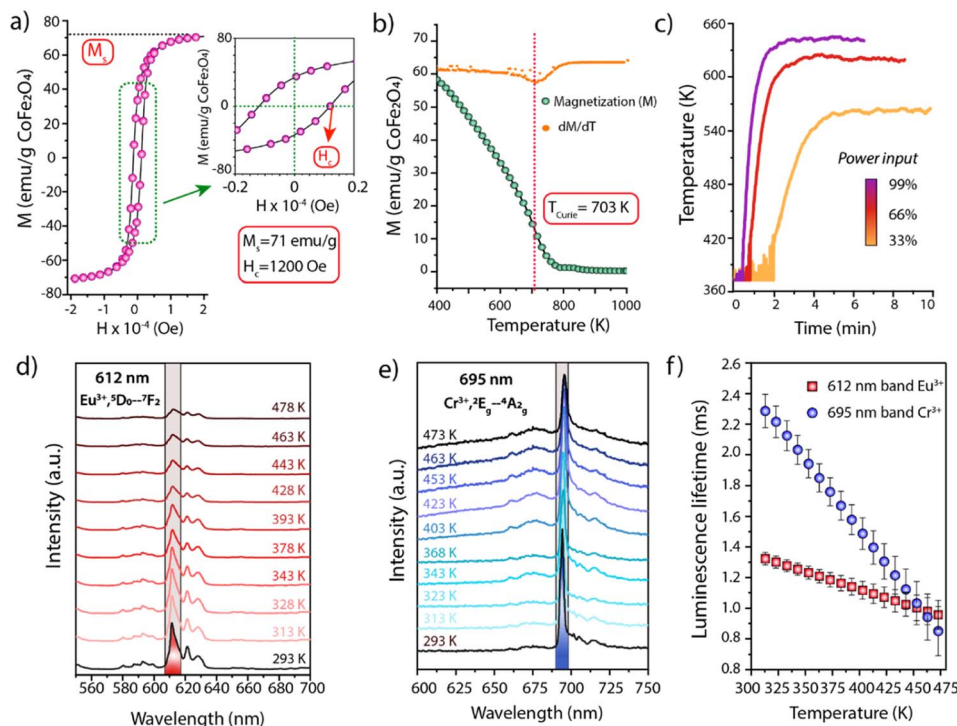 a)
M (emu/g CoFe₂O₄)
80
60
40
20
0
-20
-40
-60
-80
Mₛ
-2 -1 0 1 2
H x 10⁻⁴ (Oe)
M (emu/g CoFe₂O₄)
80
0
-80
H꜀
-0.2 0 0.2
H x 10⁻⁴ (Oe)
Mₛ=71 emu/g
H꜀=1200 Oe
b)
M (emu/g CoFe₂O₄)
70
60
50
40
30
20
10
0
Magnetization (M)
dM/dT
T_Curie = 703 K
400 500 600 700 800 900 1000
Temperature (K)
c)
Temperature (K)
660
600
540
480
420
360
Power input
99%
66%
33%
0 2 4 6 8 10
Time (min)
d)
Intensity (a.u.)
612 nm
Eu³⁺,⁵D₀--⁷F₂
478 K
463 K
443 K
428 K
393 K
378 K
343 K
328 K
313 K
293 K
560 580 600 620 640 660 680 700
Wavelength (nm)
e)
Intensity (a.u.)
695 nm
Cr³⁺,²E_g--⁴A₂g
473 K
463 K
453 K
423 K
403 K
368 K
343 K
323 K
313 K
293 K
600 625 650 675 700 725 750
Wavelength (nm)
f)
Luminescence lifetime (ms)
2.6
2.4
2.2
2.0
1.8
1.6
1.4
1.2
1.0
0.8
612 nm band Eu³⁺
695 nm band Cr³⁺
300 325 350 375 400 425 450 475
Temperature (K)